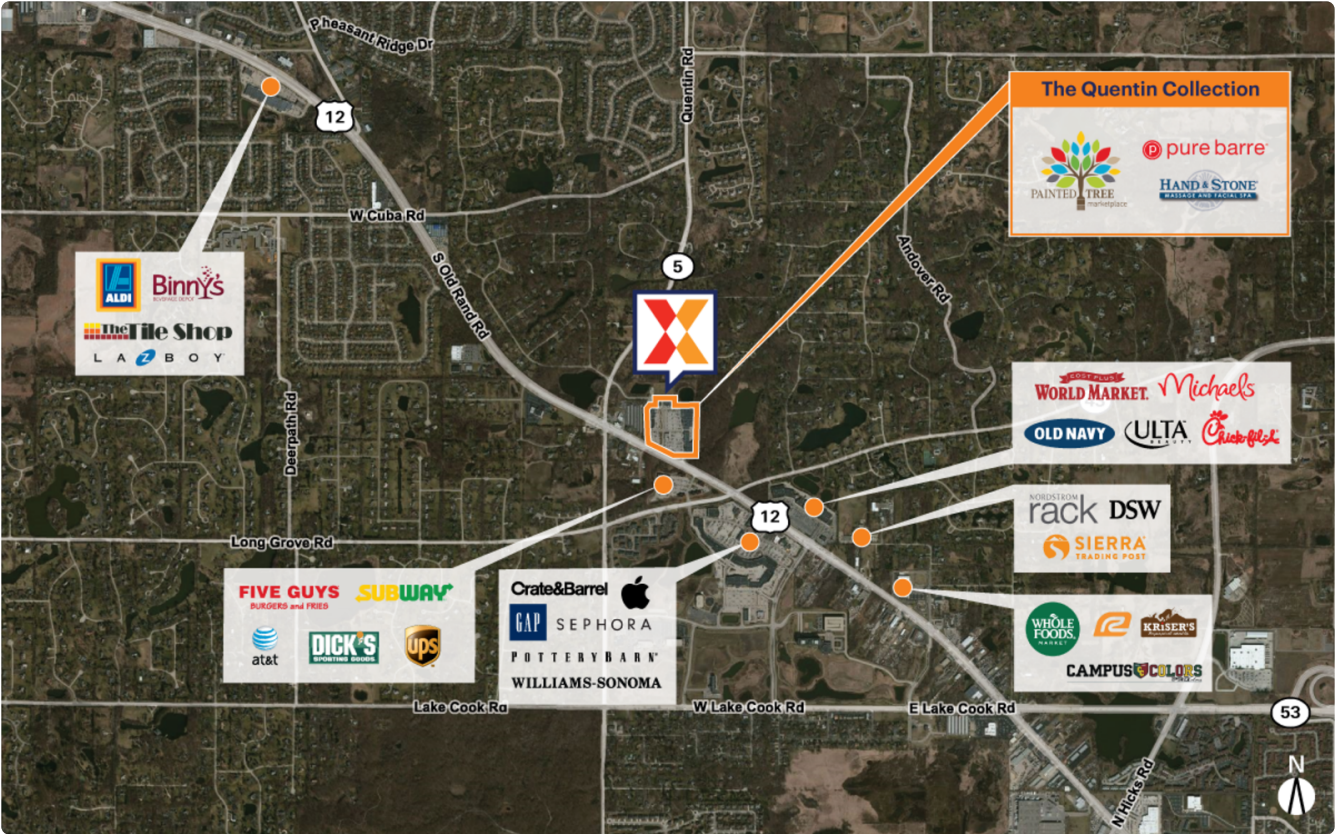 Pheasant Ridge Dr
12
Quentin Rd
The Quentin Collection
PAINTED TREE
marketplace
p pure barre
HAND & STONE
MASSAGE AND FACIAL SPA
W Cuba Rd
S Old Rand Rd
5
Andover Rd
ALDI
BINNY'S
BEVERAGE DEPOT
The Tile Shop
LA Z BOY
Deerpath Rd
COST PLUS
WORLD MARKET.
Michaels
OLD NAVY
ULTA
BEAUTY
Chick-fil-A
12
NORDSTROM
rack
DSW
SIERRA
TRADING POST
Long Grove Rd
FIVE GUYS
BURGERS and FRIES
SUBWAY
at&t
DICK'S
SPORTING GOODS
ups
Crate&Barrel
GAP
SEPHORA
POTTERY BARN
WILLIAMS-SONOMA
WHOLE
FOODS
MARKET
KRISER'S
CAMPUS COLORS
Lake Cook Rd
W Lake Cook Rd
E Lake Cook Rd
53
N Hicks Rd
N